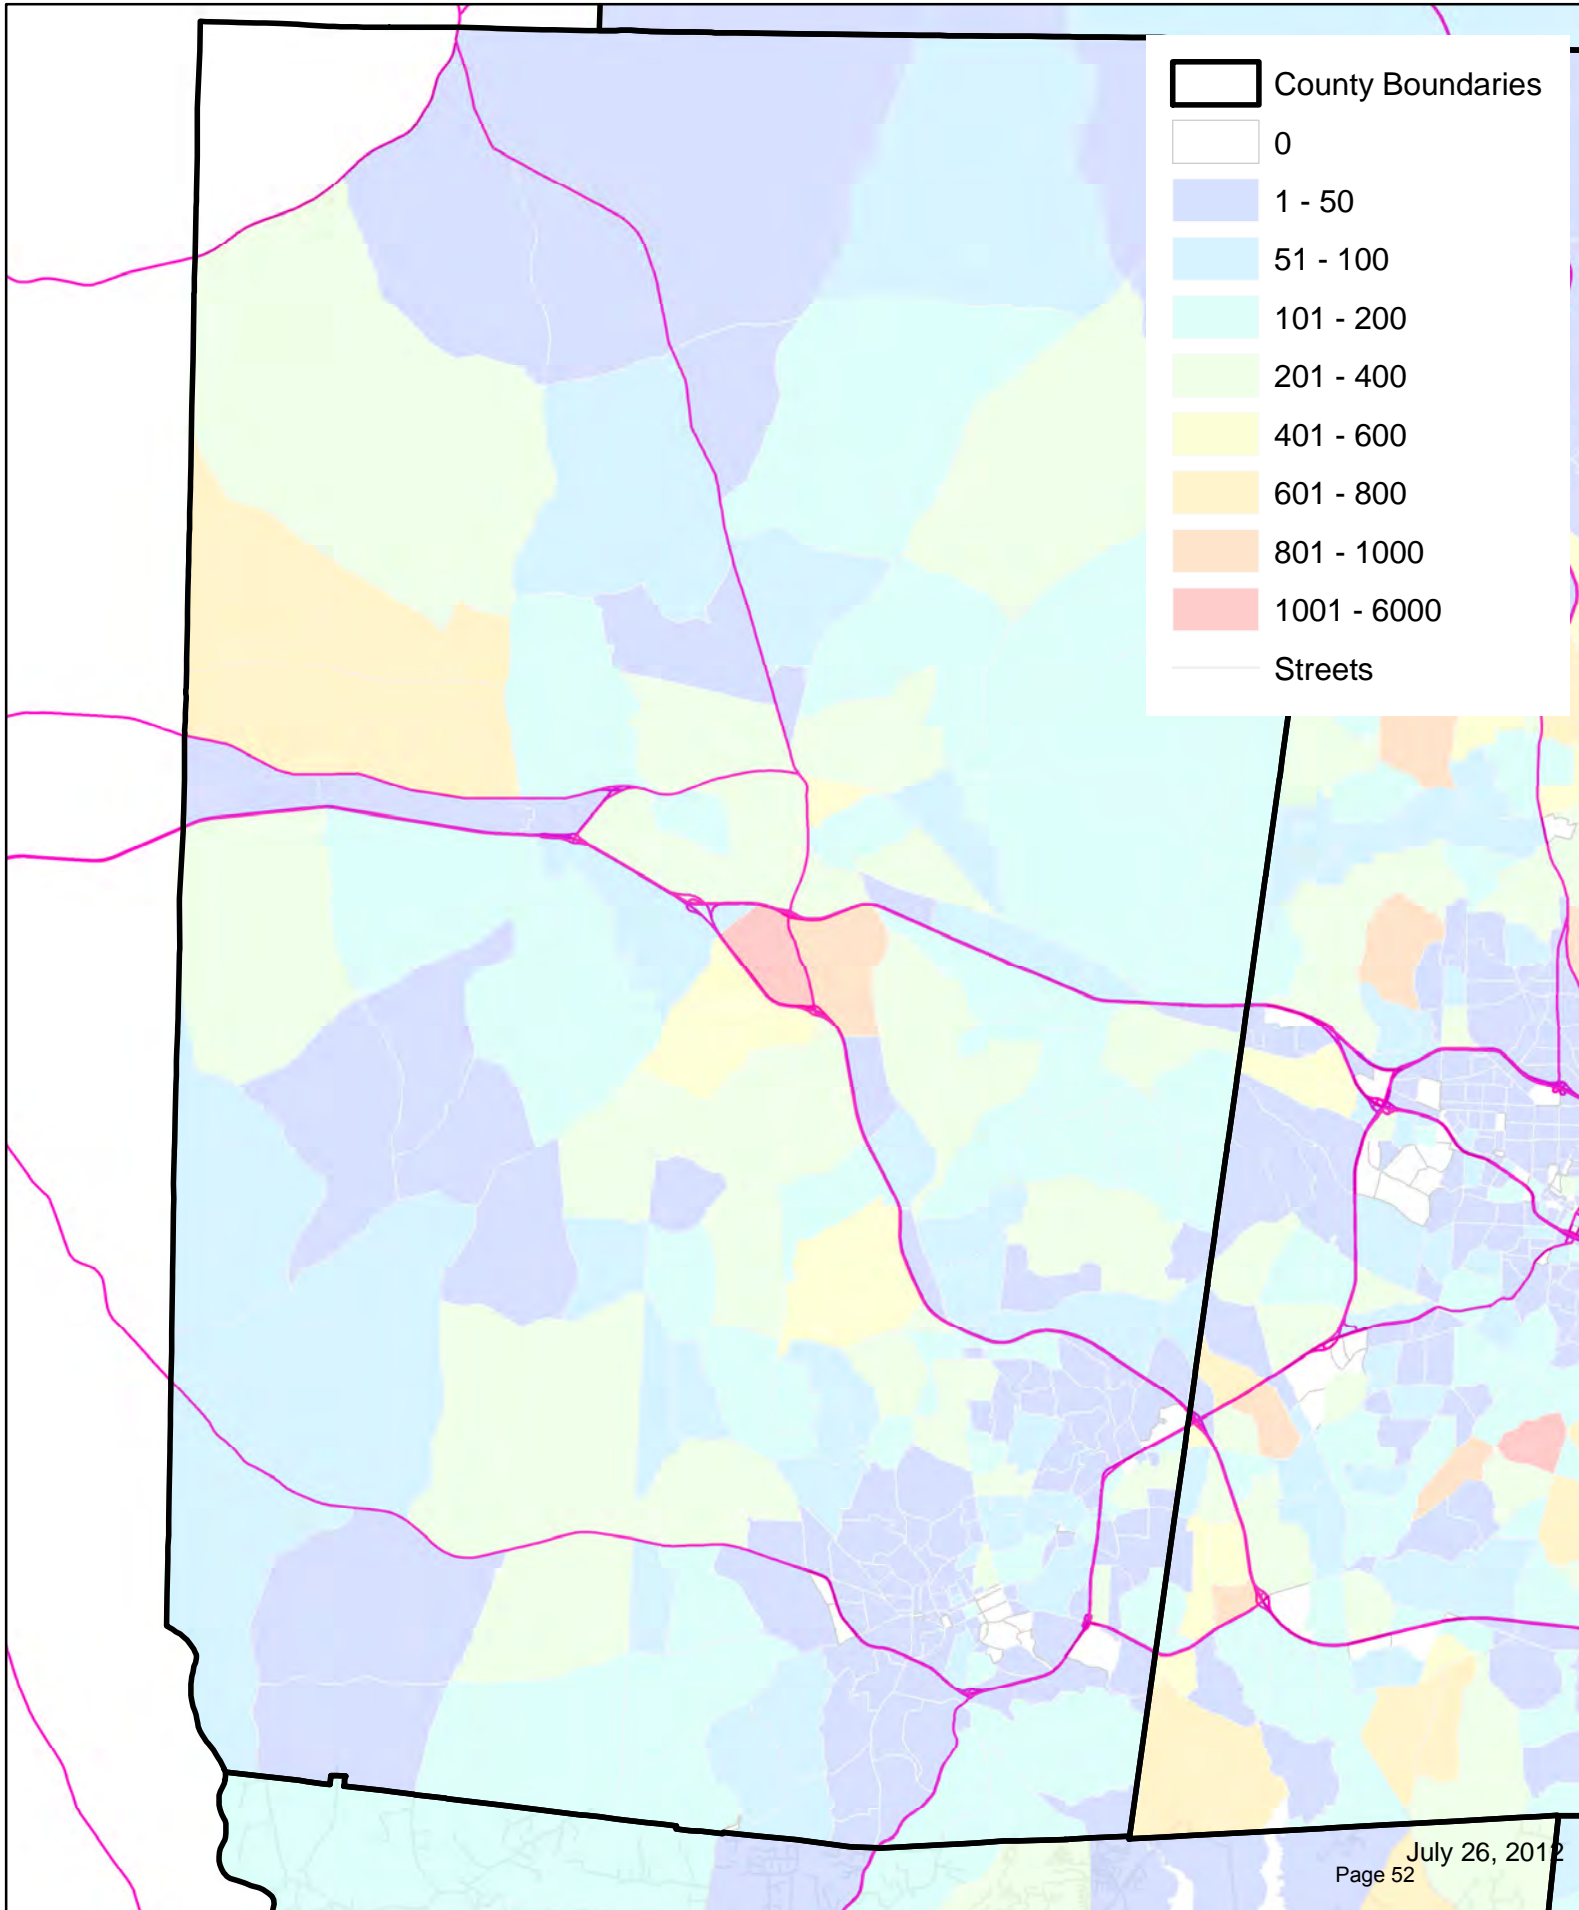 County Boundaries
0
1 - 50
51 - 100
101 - 200
201 - 400
401 - 600
601 - 800
801 - 1000
1001 - 6000
Streets
July 26, 2012
Page 52